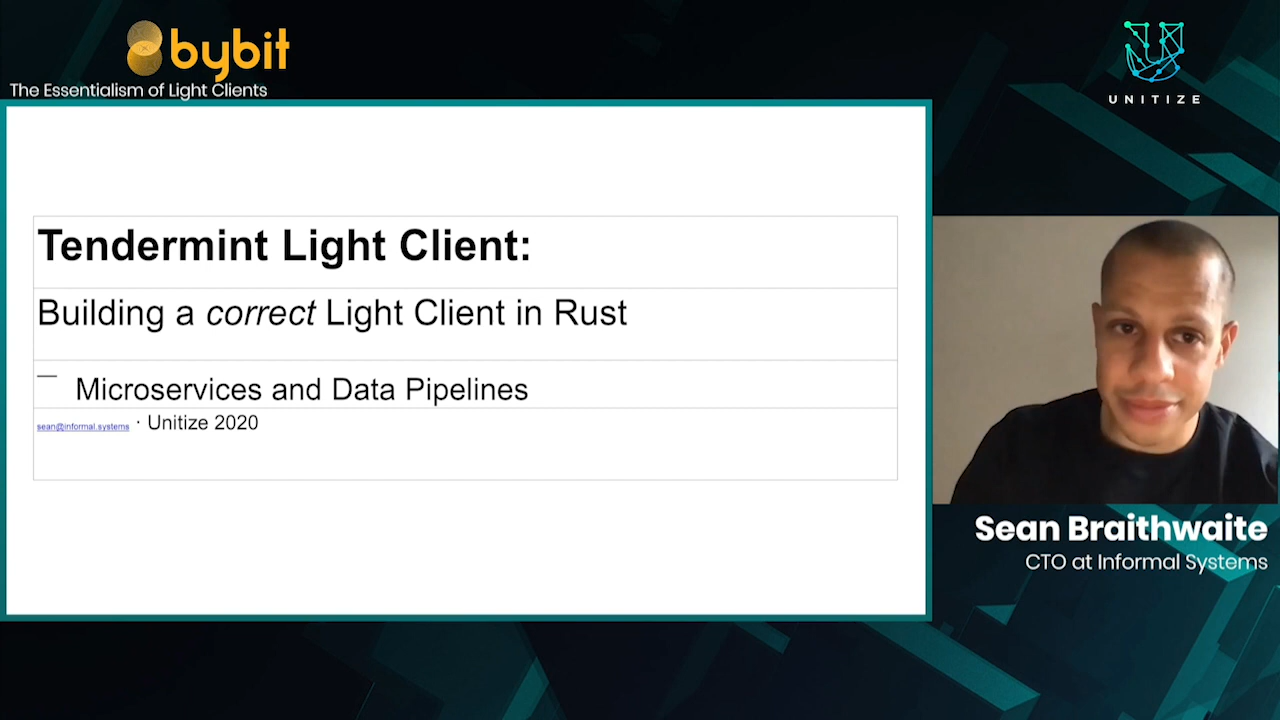 bybit
The Essentialism of Light Clients
UNITIZE
Tendermint Light Client:
Building a correct Light Client in Rust
— Microservices and Data Pipelines
sean@informal.systems · Unitize 2020
Sean Braithwaite
CTO at Informal Systems